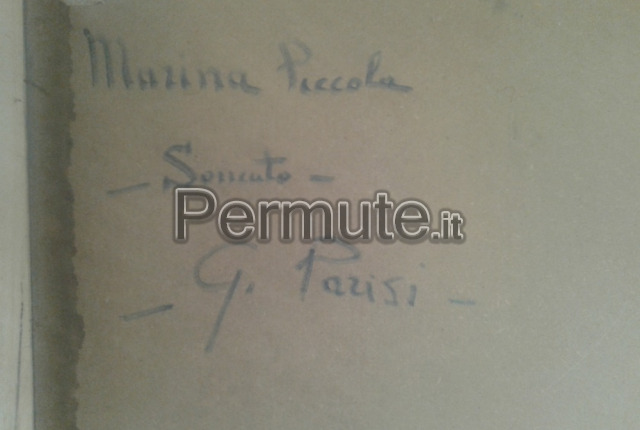 Marina Piccola
- Sorrento -
Permute.it
- G. Parisi -